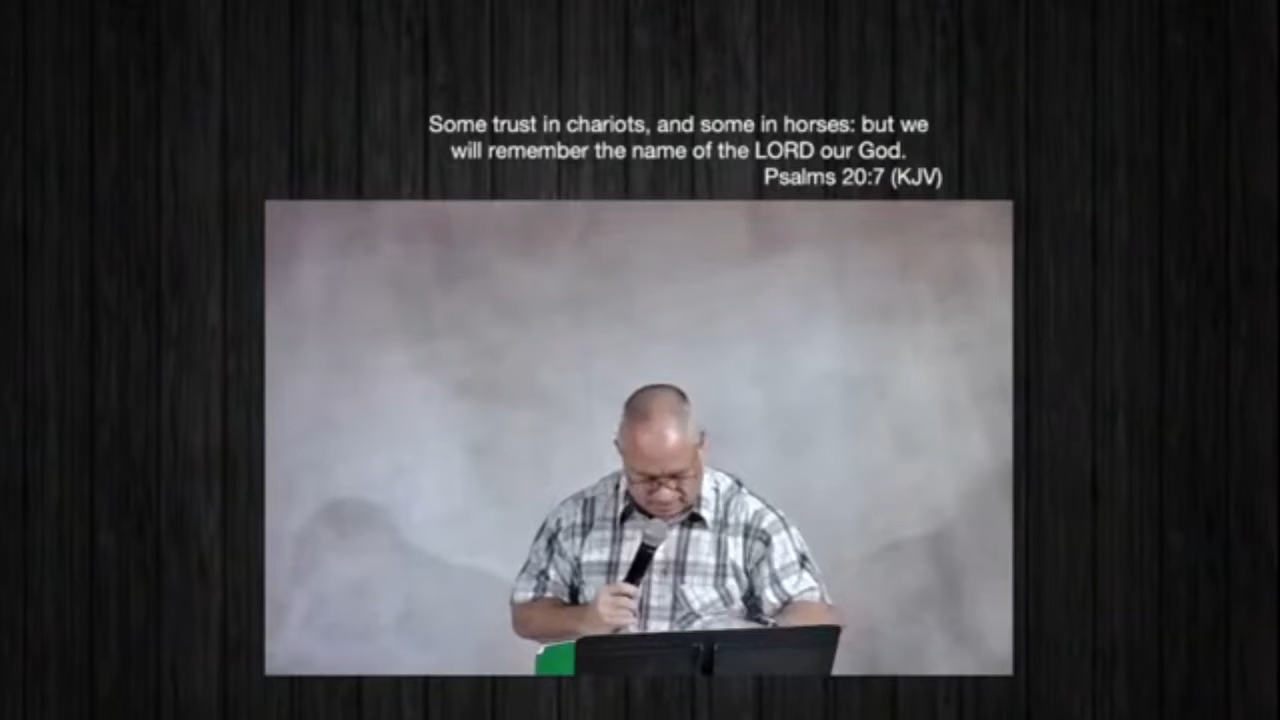 Some trust in chariots, and some in horses: but we
will remember the name of the LORD our God.
Psalms 20:7 (KJV)